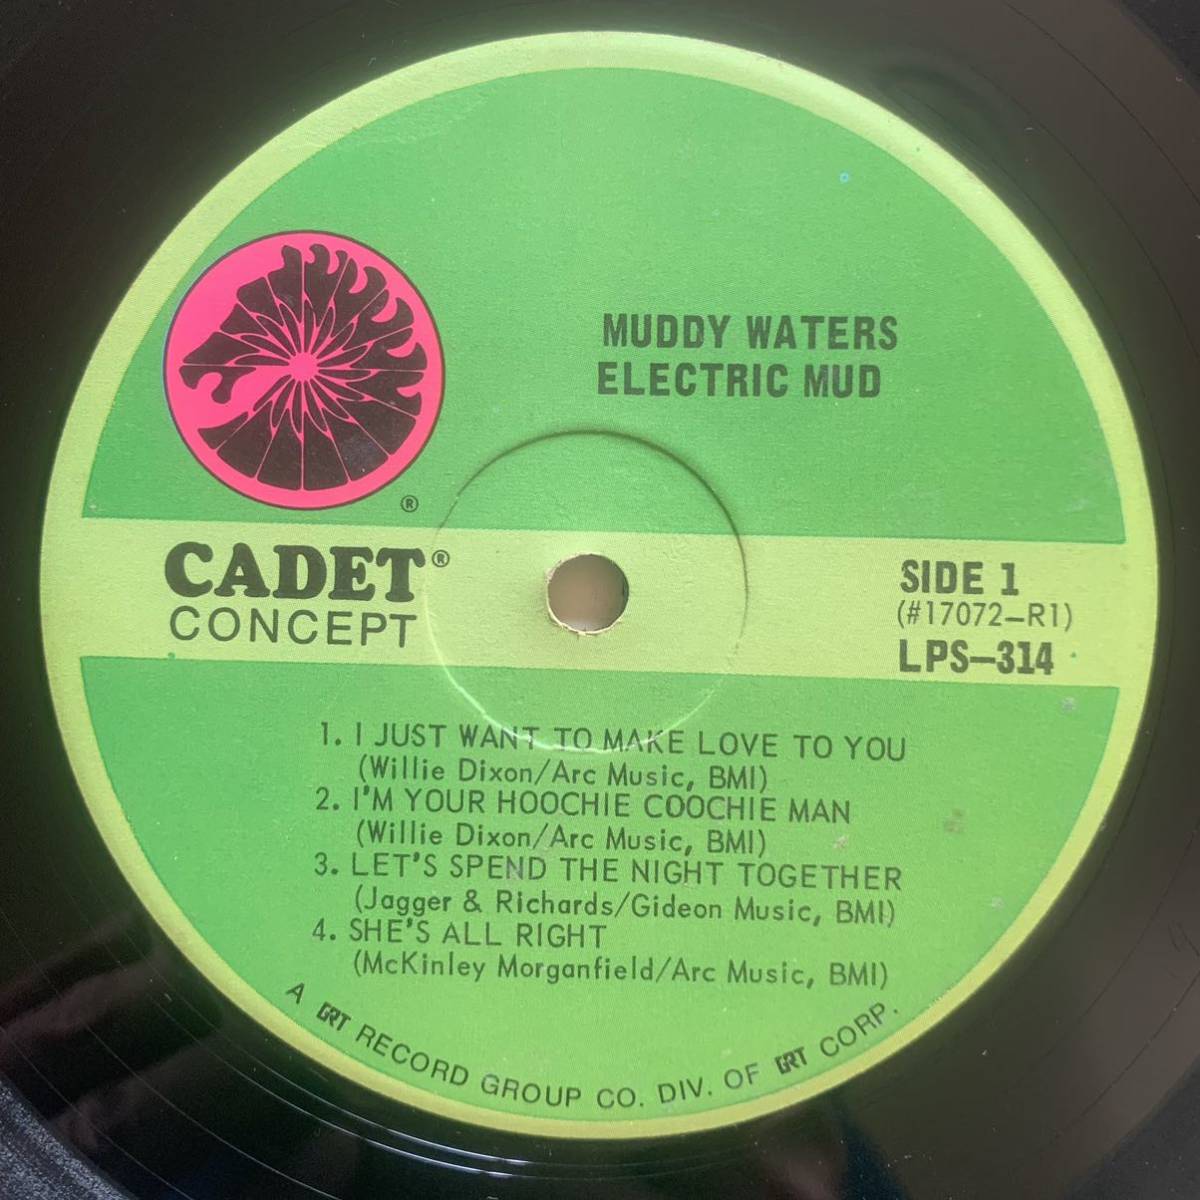 MUDDY WATERS
ELECTRIC MUD
®
CADET®
CONCEPT
SIDE 1
(#17072-R1)
LPS-314
1. I JUST WANT TO MAKE LOVE TO YOU
(Willie Dixon/Arc Music, BMI)
2. I'M YOUR HOOCHIE COOCHIE MAN
(Willie Dixon/Arc Music, BMI)
3. LET'S SPEND THE NIGHT TOGETHER
(Jagger & Richards/Gideon Music, BMI)
4. SHE'S ALL RIGHT
(McKinley Morganfield/Arc Music, BMI)
A GRT RECORD GROUP CO. DIV. OF GRT CORP.